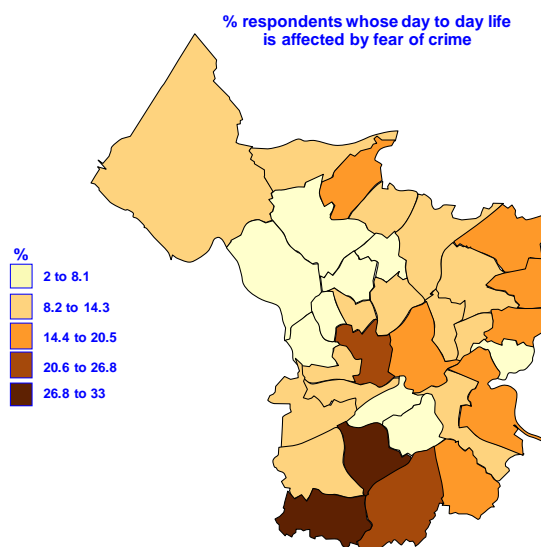 % respondents whose day to day life
is affected by fear of crime
%
2 to 8.1
8.2 to 14.3
14.4 to 20.5
20.6 to 26.8
26.8 to 33